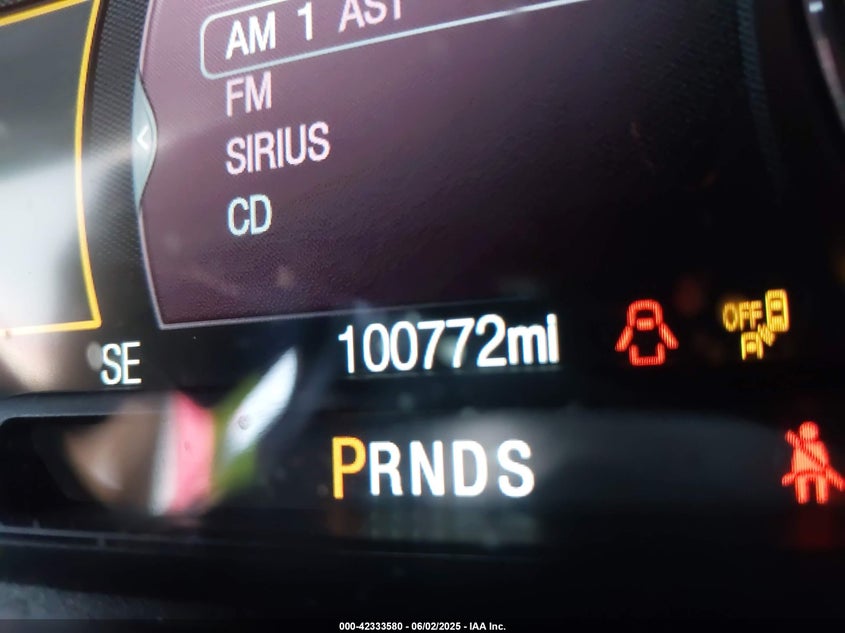 AM 1 AST
FM
SIRIUS
CD
SE
100772mi
OFF
PRNDS
000-42333580 - 06/02/2025 - IAA Inc.